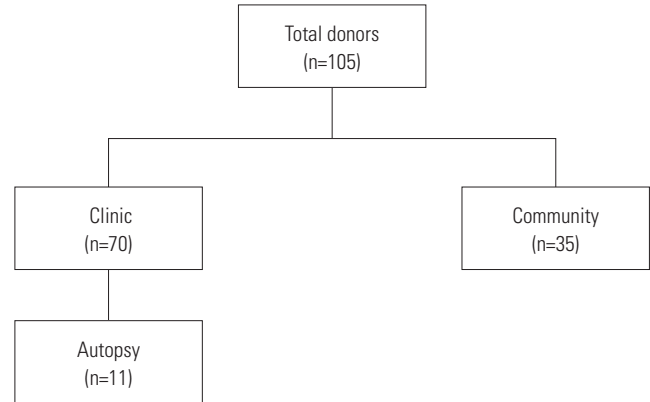 Total donors
(n=105)
Clinic
(n=70)
Community
(n=35)
Autopsy
(n=11)